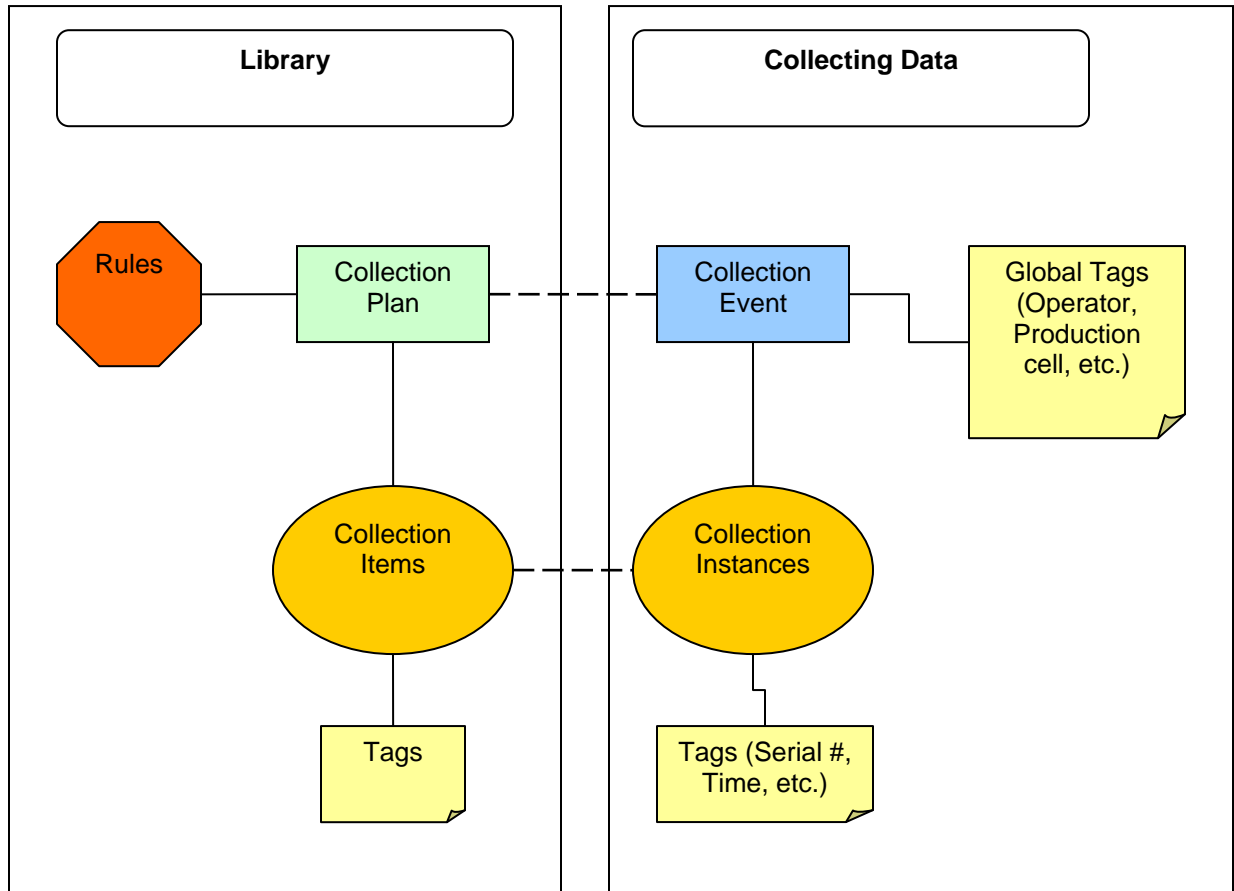 Library
Collecting Data
Rules
Collection
Plan
Collection
Event
Global Tags
(Operator,
Production
cell, etc.)
Collection
Items
Collection
Instances
Tags
Tags (Serial #,
Time, etc.)